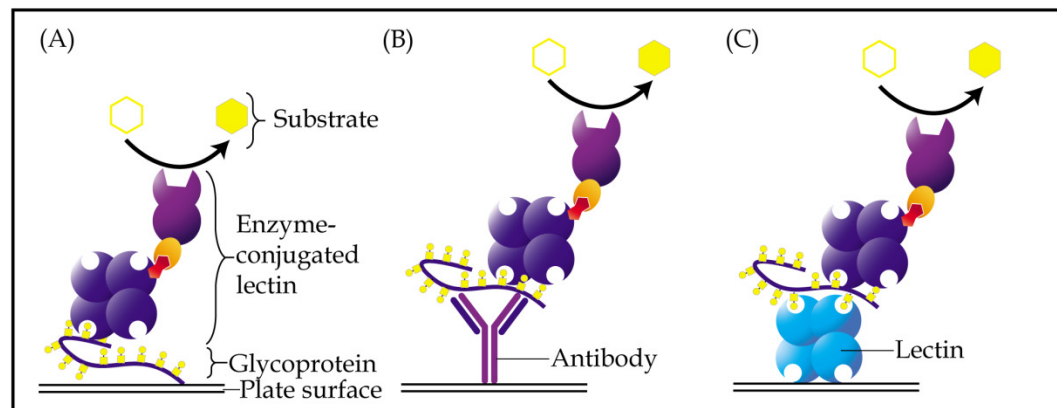 (A)
Substrate
Enzyme-
conjugated
lectin
Glycoprotein
Plate surface
(B)
Antibody
(C)
Lectin